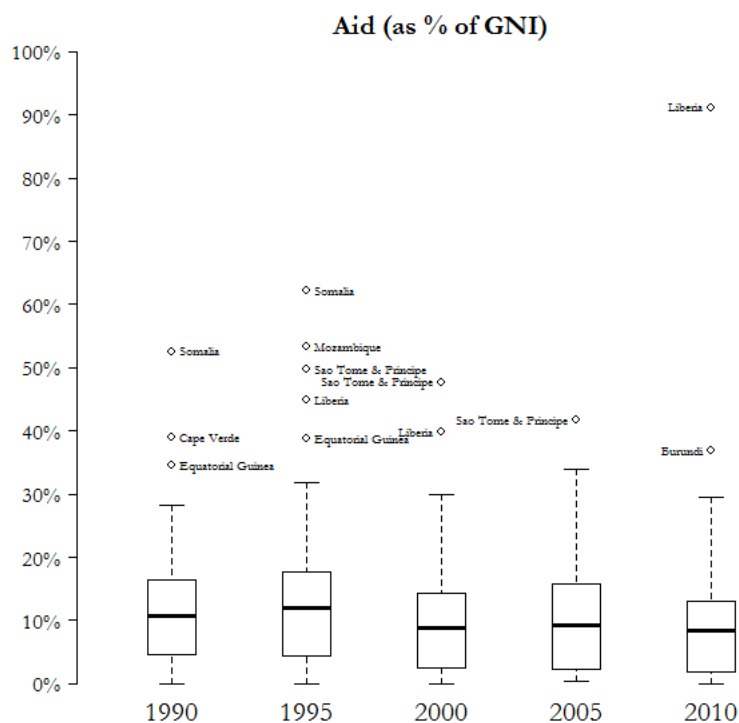 Aid (as % of GNI)
100%
90%
80%
70%
60%
50%
40%
30%
20%
10%
0%
Liberia
Somalia
Mozambique
Somalia
Sao Tome & Principe
Sao Tome & Principe
Liberia
Sao Tome & Principe
Cape Verde
Equatorial Guinea
Liberia
Burundi
Equatorial Guinea
1990 1995 2000 2005 2010